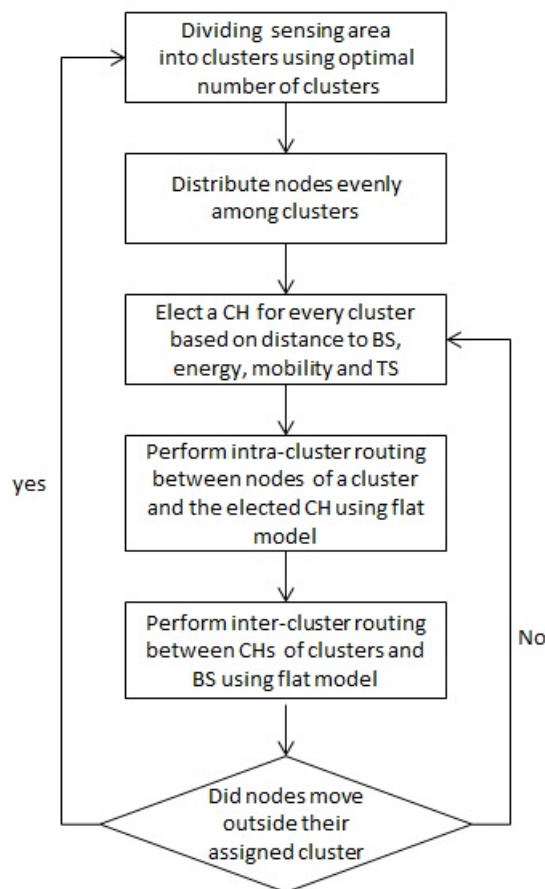 Dividing sensing area
into clusters using optimal
number of clusters
Distribute nodes evenly
among clusters
Elect a CH for every cluster
based on distance to BS,
energy, mobility and TS
Perform intra-cluster routing
between nodes of a cluster
and the elected CH using flat
model
yes
Perform inter-cluster routing
between CHs of clusters and
BS using flat model
No
Did nodes move
outside their
assigned cluster